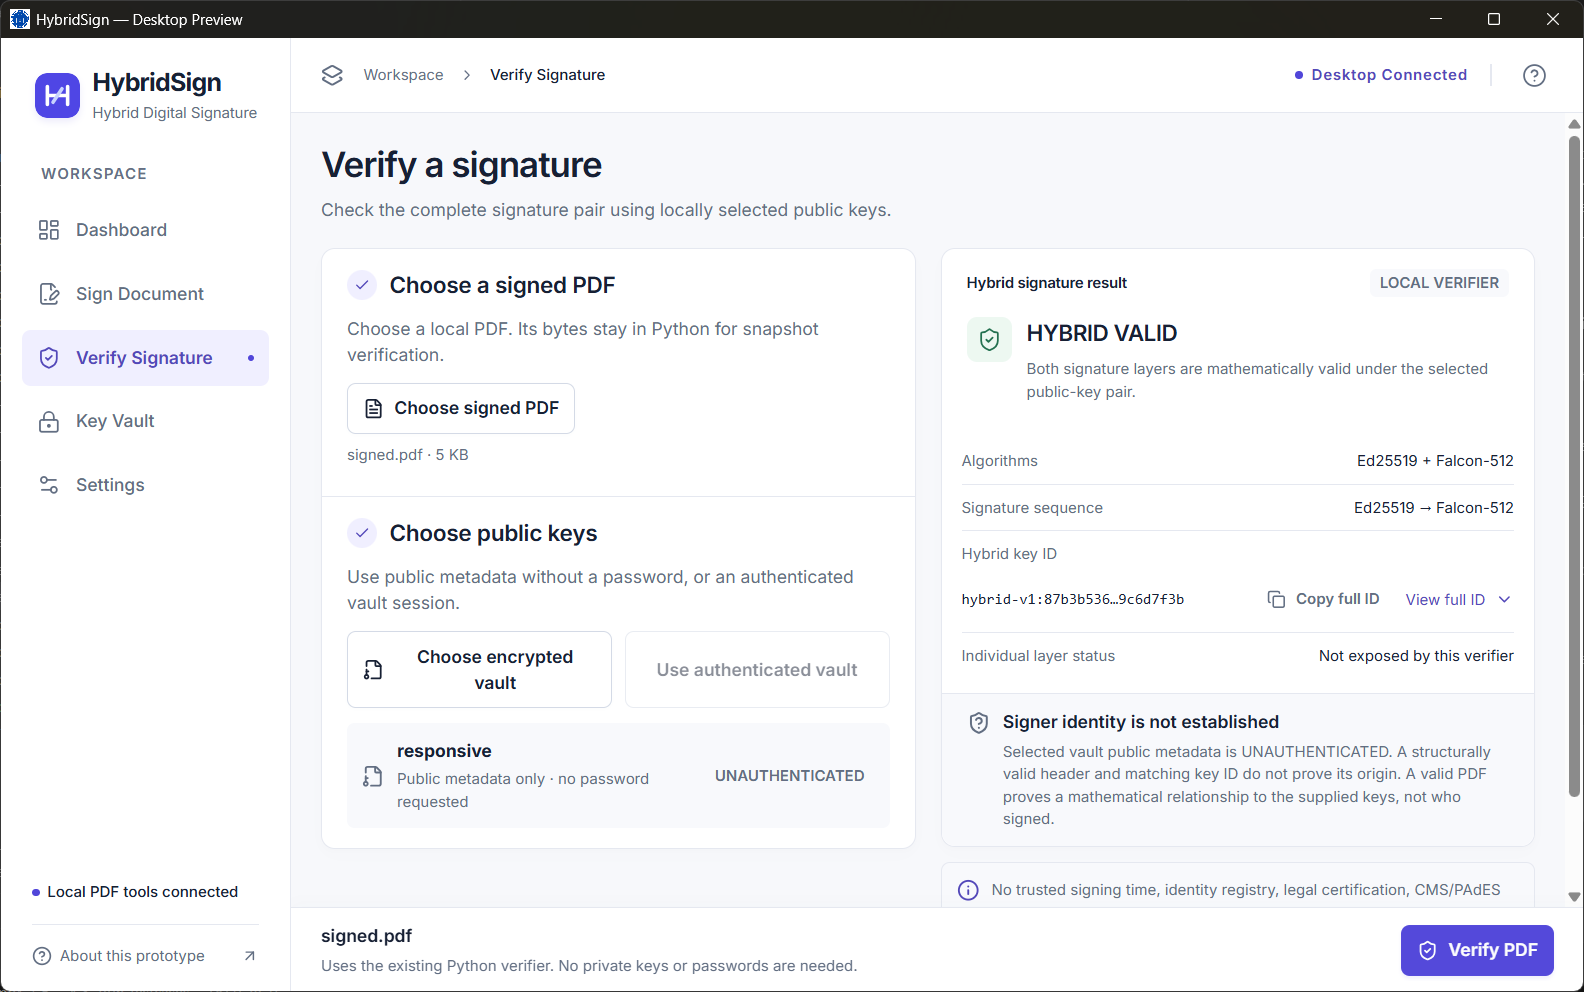 HybridSign — Desktop Preview
HybridSign
Hybrid Digital Signature
WORKSPACE
Dashboard
Sign Document
Verify Signature
Key Vault
Settings
Local PDF tools connected
About this prototype
Workspace
Verify Signature
Desktop Connected
Verify a signature
Check the complete signature pair using locally selected public keys.
Choose a signed PDF
Choose a local PDF. Its bytes stay in Python for snapshot
verification.
Choose signed PDF
signed.pdf · 5 KB
Choose public keys
Use public metadata without a password, or an authenticated
vault session.
Choose encrypted
vault
Use authenticated vault
responsive
Public metadata only · no password
requested
UNAUTHENTICATED
Hybrid signature result
LOCAL VERIFIER
HYBRID VALID
Both signature layers are mathematically valid under the selected
public-key pair.
Algorithms
Ed25519 + Falcon-512
Signature sequence
Ed25519 → Falcon-512
Hybrid key ID
hybrid-v1:87b3b536…9c6d7f3b
Copy full ID
View full ID
Individual layer status
Not exposed by this verifier
Signer identity is not established
Selected vault public metadata is UNAUTHENTICATED. A structurally
valid header and matching key ID do not prove its origin. A valid PDF
proves a mathematical relationship to the supplied keys, not who
signed.
No trusted signing time, identity registry, legal certification, CMS/PAdES
signed.pdf
Uses the existing Python verifier. No private keys or passwords are needed.
Verify PDF